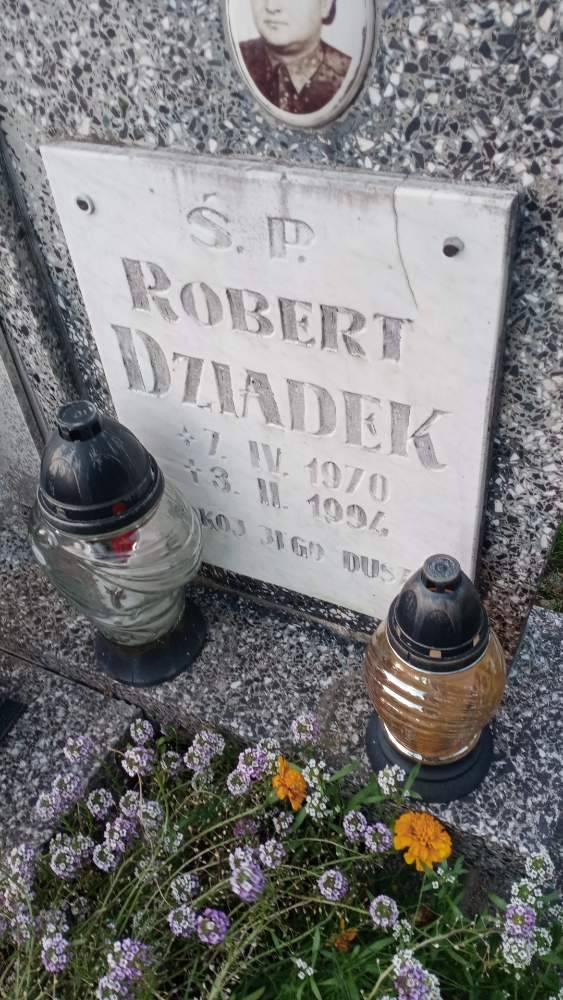 Ś. P.
ROBERT
DZIADEK
* 7. IV. 1970
+ 3. II. 1994
JEGO